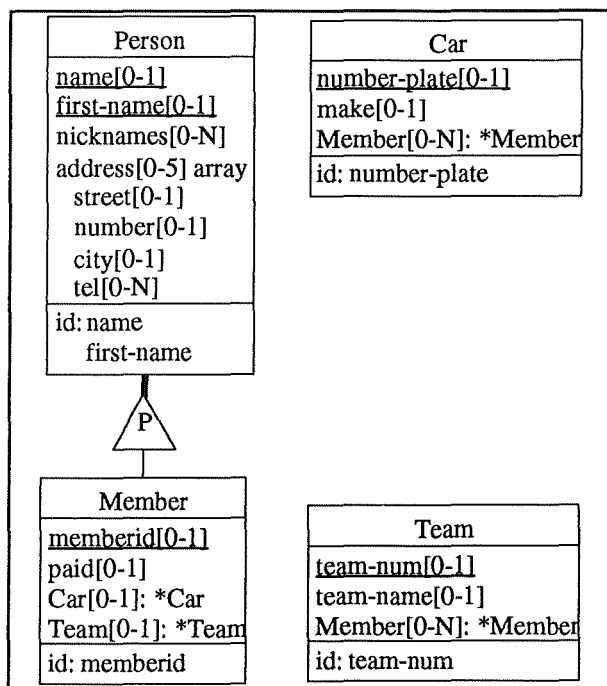 Person
name[0-1]
first-name[0-1]
nicknames[0-N]
address[0-5] array
street[0-1]
number[0-1]
city[0-1]
tel[0-N]
id: name
first-name
P
Member
memberid[0-1]
paid[0-1]
Car[0-1]: *Car
Team[0-1]: *Team
id: memberid
Car
number-plate[0-1]
make[0-1]
Member[0-N]: *Member
id: number-plate
Team
team-num[0-1]
team-name[0-1]
Member[0-N]: *Member
id: team-num